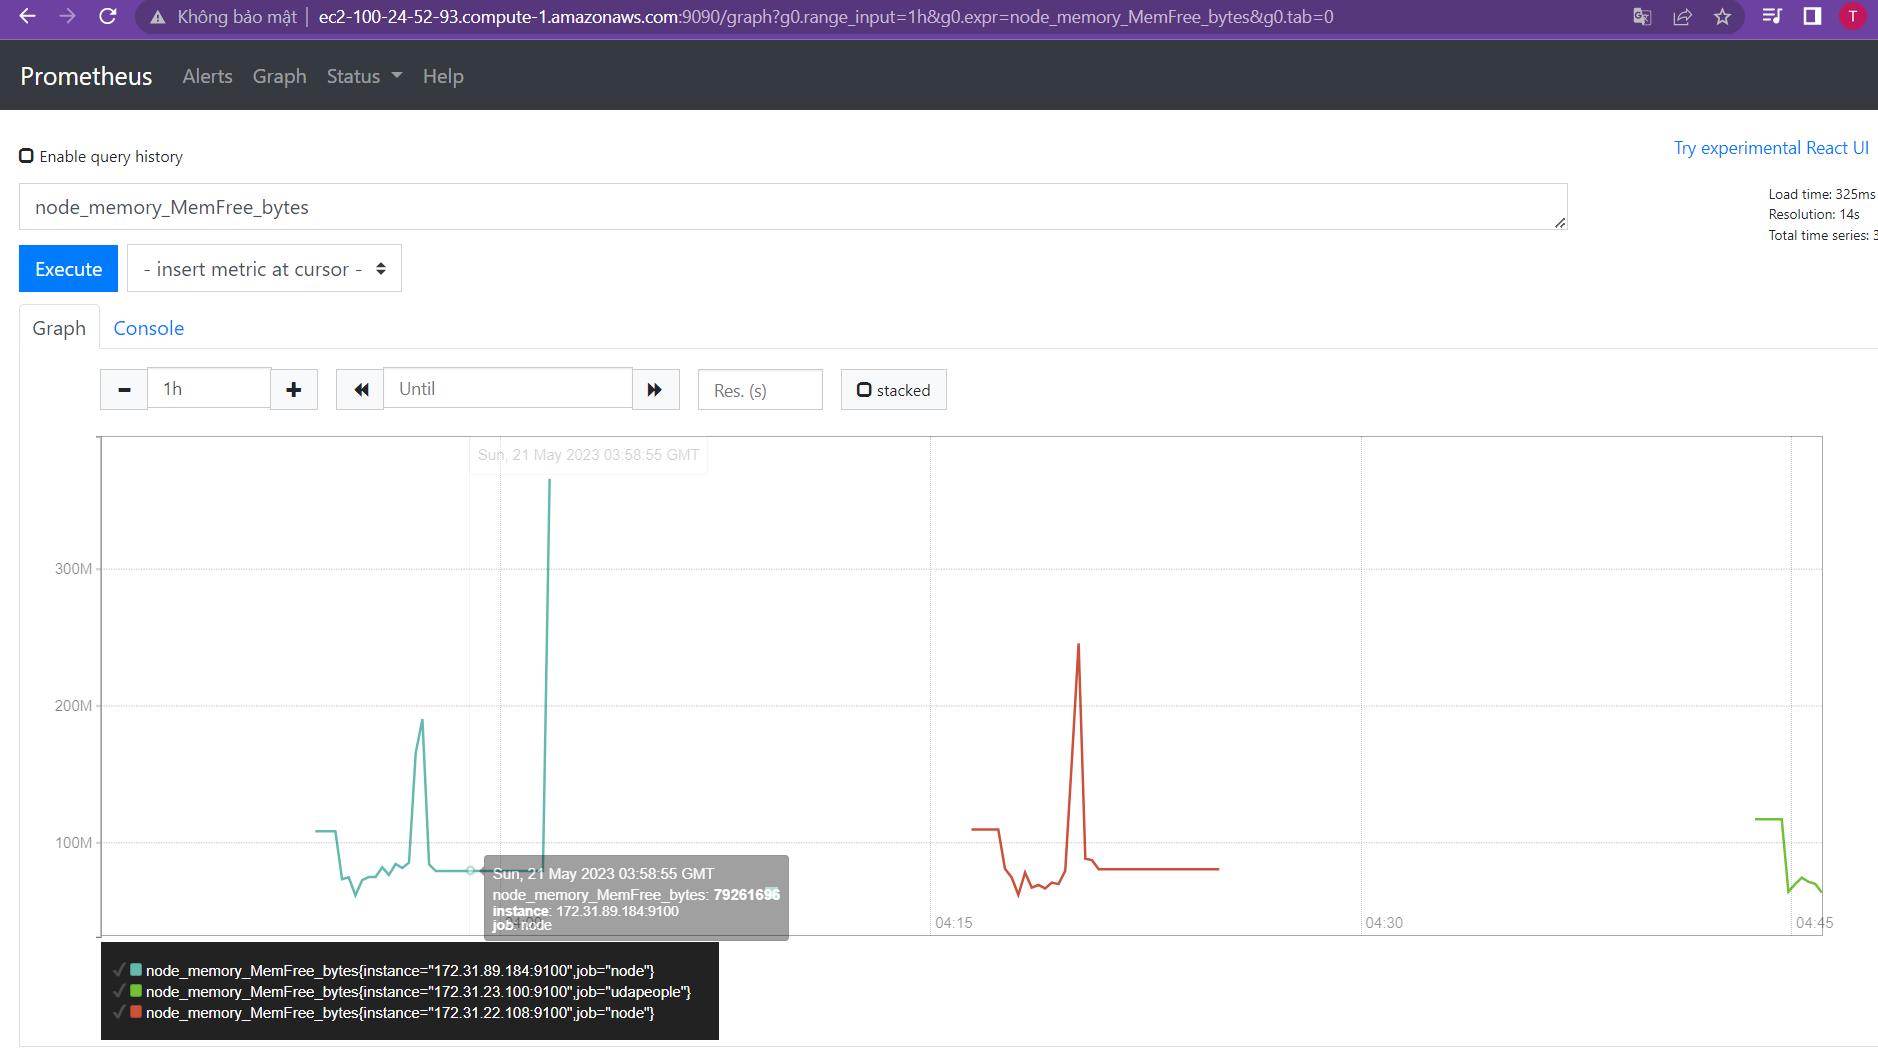 Không bảo mật | ec2-100-24-52-93.compute-1.amazonaws.com:9090/graph?g0.range_input=1h&g0.expr=node_memory_MemFree_bytes&g0.tab=0
T
Prometheus Alerts Graph Status Help
Enable query history
Try experimental React UI
node_memory_MemFree_bytes
Load time: 325ms
Resolution: 14s
Total time series: 3
Execute
- insert metric at cursor -
Graph Console
1h
Until
Res. (s)
stacked
Sun, 21 May 2023 03:58:55 GMT
300M
200M
100M
Sun, 21 May 2023 03:58:55 GMT
node_memory_MemFree_bytes: 79261696
instance: 172.31.89.184:9100
job: node
04:15
04:30
04:45
node_memory_MemFree_bytes{instance="172.31.89.184:9100",job="node"}
node_memory_MemFree_bytes{instance="172.31.23.100:9100",job="udapeople"}
node_memory_MemFree_bytes{instance="172.31.22.108:9100",job="node"}